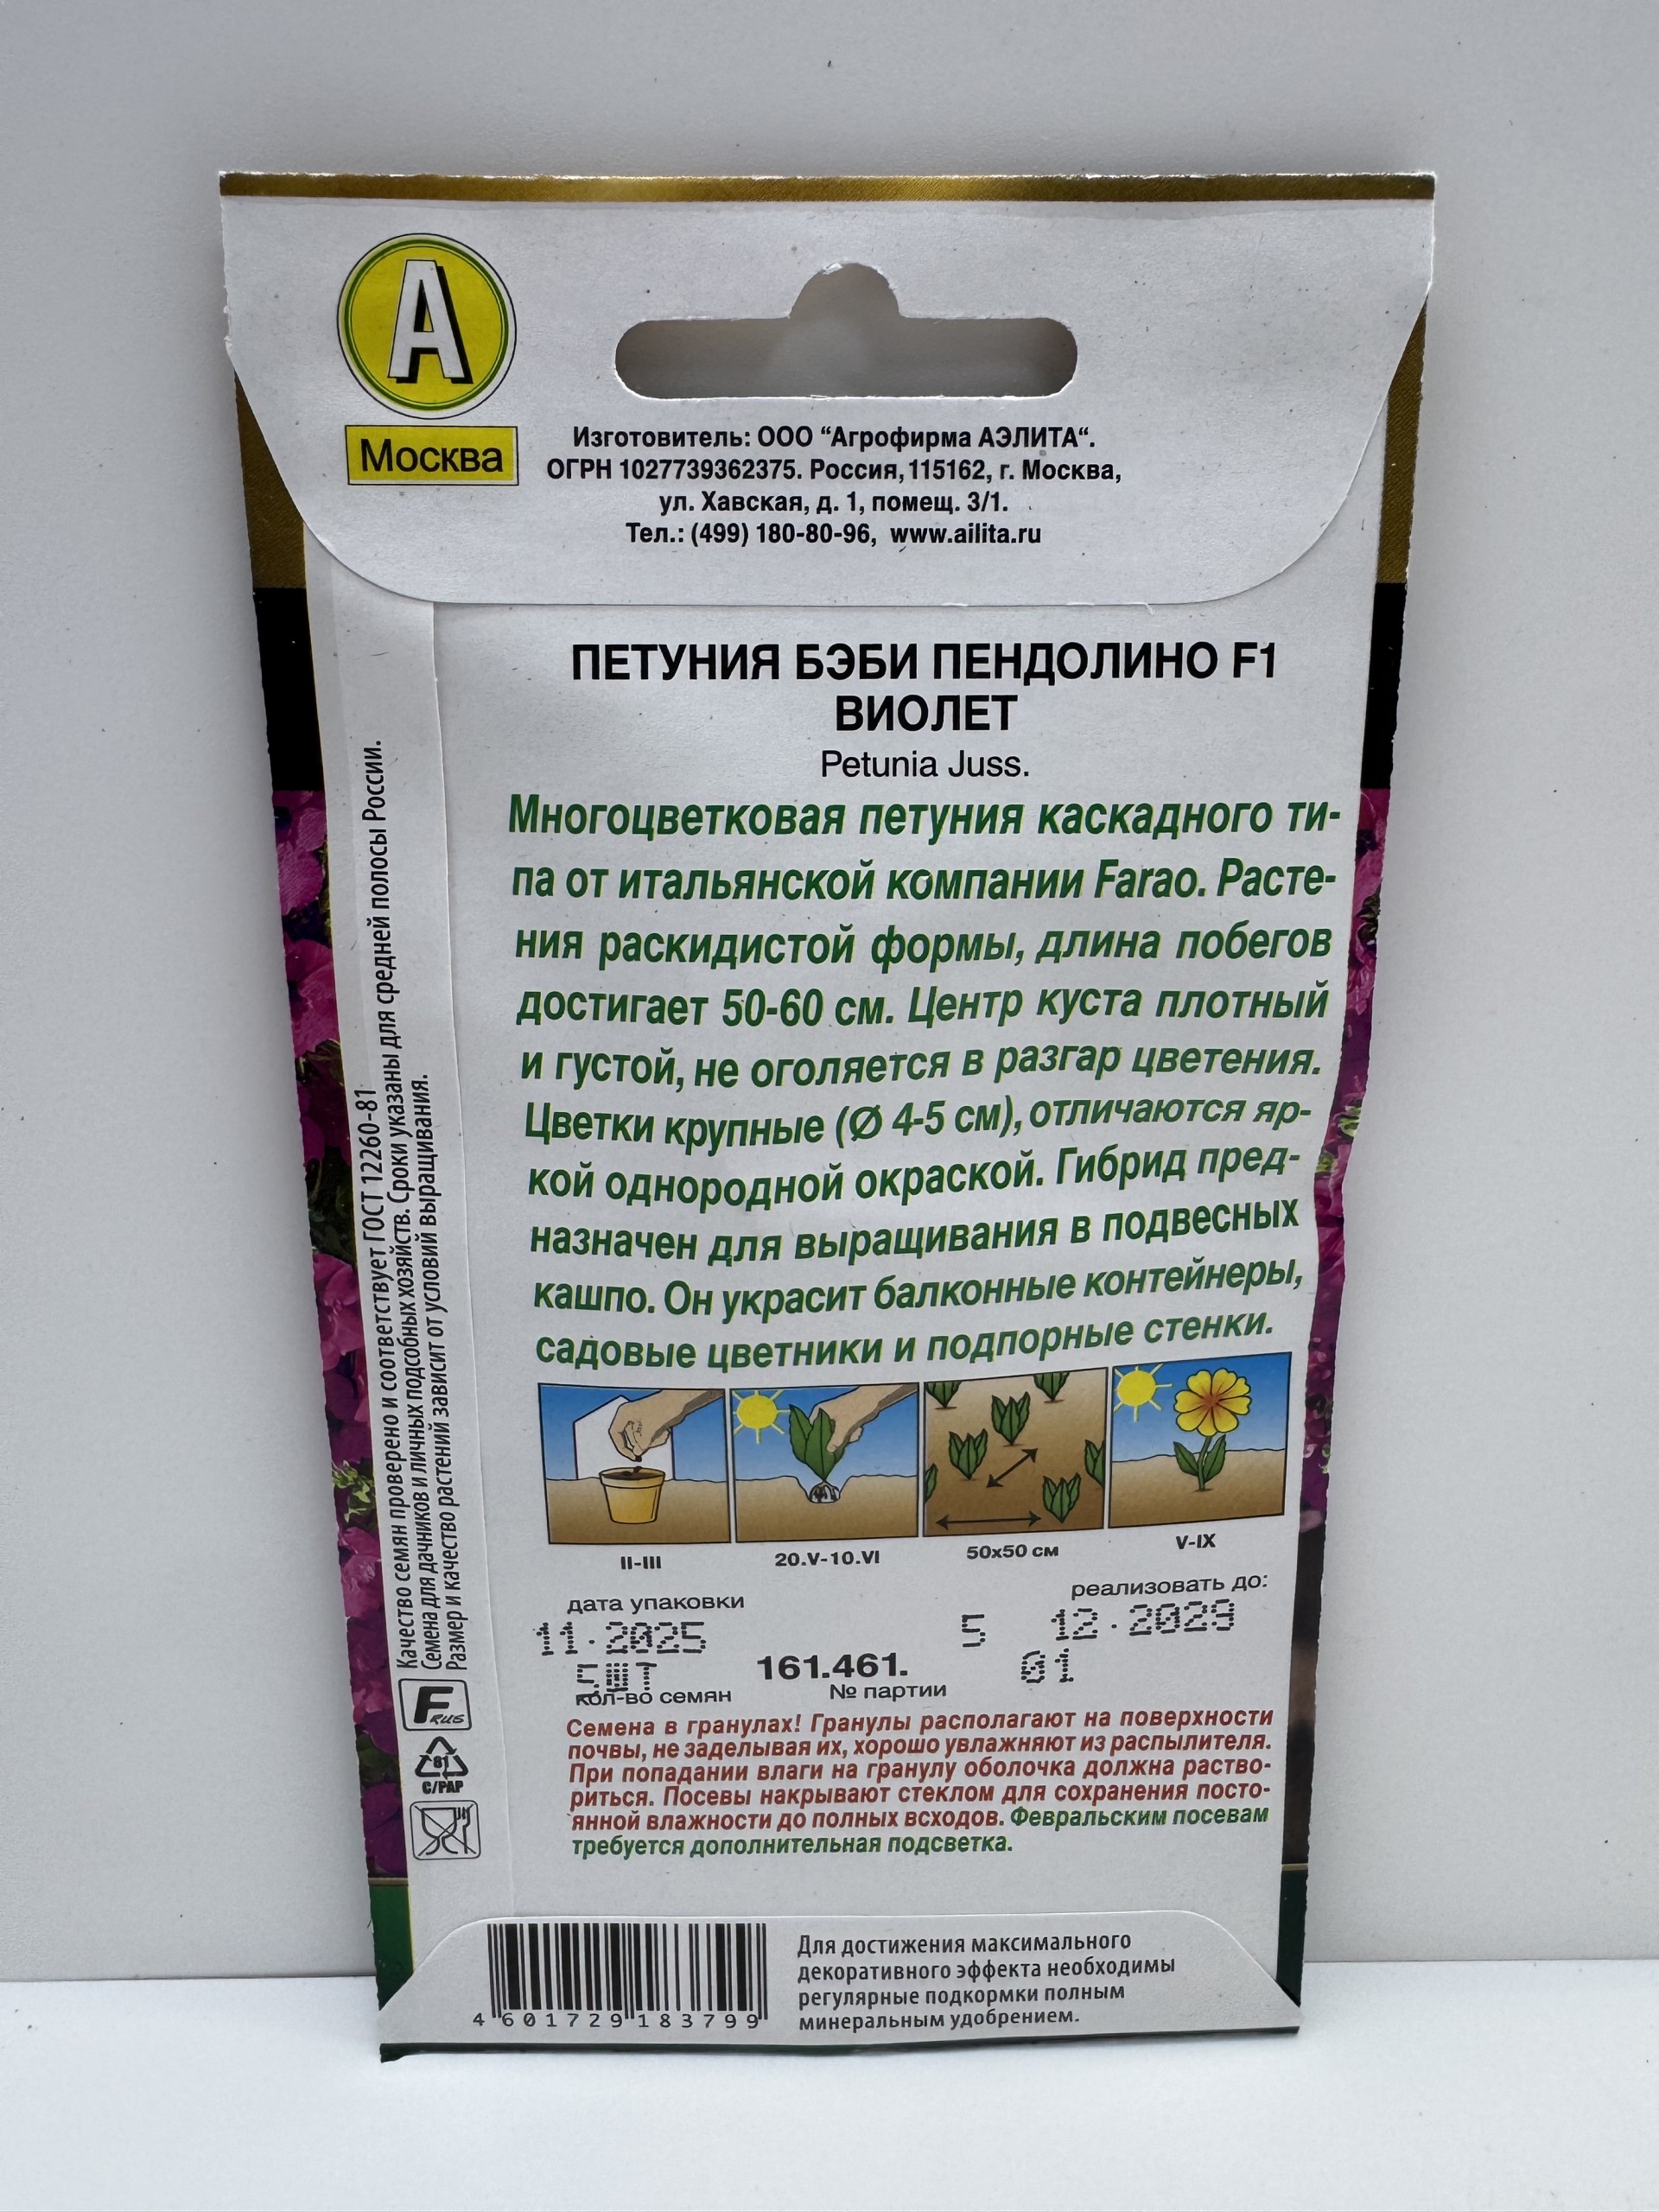 А
Москва
Изготовитель: ООО “Агрофирма АЭЛИТА“.
ОГРН 1027739362375. Россия, 115162, г. Москва,
ул. Хавская, д. 1, помещ. 3/1.
Тел.: (499) 180-80-96, www.ailita.ru
ПЕТУНИЯ БЭБИ ПЕНДОЛИНО F1
ВИОЛЕТ
Petunia Juss.
Многоцветковая петуния каскадного ти-
па от итальянской компании Farao. Расте-
ния раскидистой формы, длина побегов
достигает 50-60 см. Центр куста плотный
и густой, не оголяется в разгар цветения.
Цветки крупные (Ø 4-5 см), отличаются яр-
кой однородной окраской. Гибрид пред-
назначен для выращивания в подвесных
кашпо. Он украсит балконные контейнеры,
садовые цветники и подпорные стенки.
II-III
20.V-10.VI
50х50 см
V-IX
дата упаковки
реализовать до:
11.2025
5
12.2029
5ШТ
161.461.
01
кол-во семян
№ партии
Семена в гранулах! Гранулы располагают на поверхности
почвы, не заделывая их, хорошо увлажняют из распылителя.
При попадании влаги на гранулу оболочка должна раство-
риться. Посевы накрывают стеклом для сохранения посто-
янной влажности до полных всходов. Февральским посевам
требуется дополнительная подсветка.
Качество семян проверено и соответствует ГОСТ 12260-81
Семена для дачников и личных подсобных хозяйств. Сроки указаны для средней полосы России.
Размер и качество растений зависит от условий выращивания.
F RUS
81
C/PAP
4 601729 183799
Для достижения максимального
декоративного эффекта необходимы
регулярные подкормки полным
минеральным удобрением.